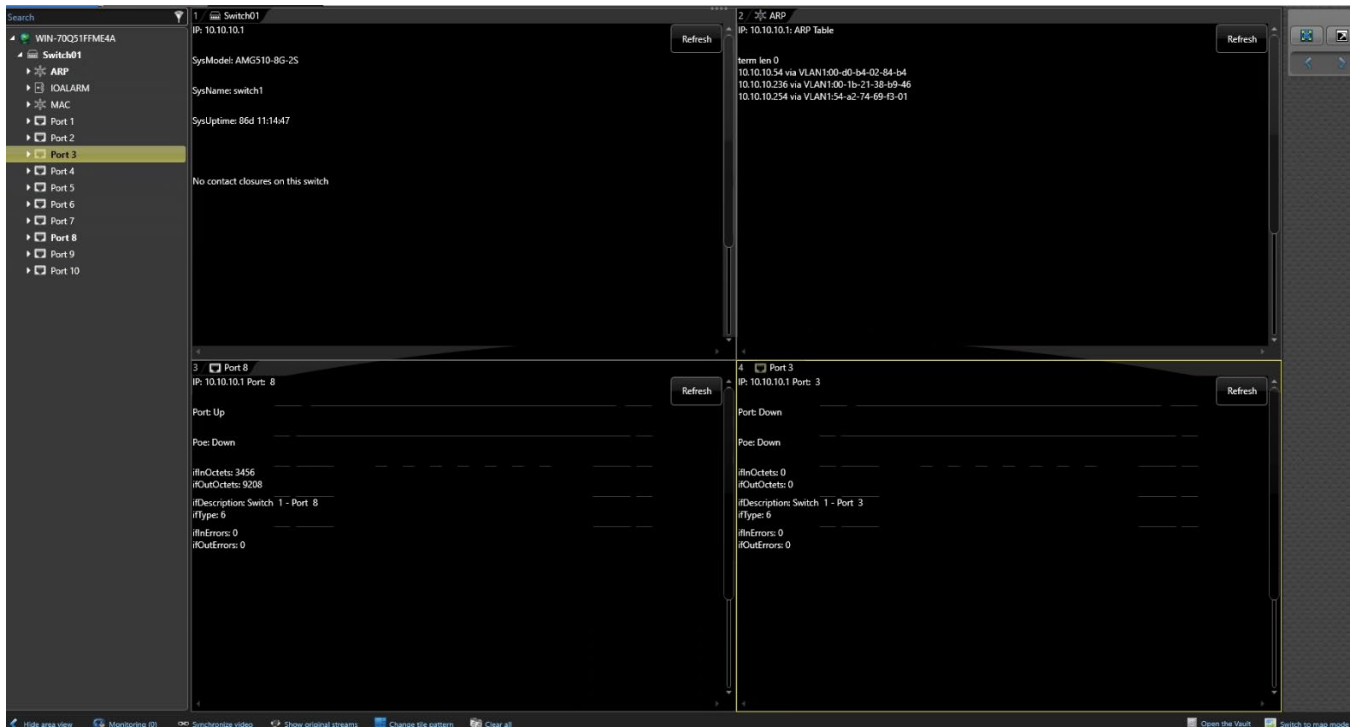 Search
WIN-70Q51FFME4A
Switch01
ARP
IOALARM
MAC
Port 1
Port 2
Port 3
Port 4
Port 5
Port 6
Port 7
Port 8
Port 9
Port 10
1 Switch01
IP: 10.10.10.1
Refresh
SysModel: AMG510-8G-2S
SysName: switch1
SysUptime: 86d 11:14:47
No contact closures on this switch
2 ARP
IP: 10.10.10.1: ARP Table
Refresh
term len 0
10.10.10.54 via VLAN1:00-d0-b4-02-84-b4
10.10.10.236 via VLAN1:00-1b-21-38-b9-46
10.10.10.254 via VLAN1:54-a2-74-69-f3-01
3 Port 8
IP: 10.10.10.1 Port: 8
Refresh
Port: Up
Poe: Down
ifInOctets: 3456
ifOutOctets: 9208
ifDescription: Switch 1 - Port 8
ifType: 6
ifInErrors: 0
ifOutErrors: 0
4 Port 3
IP: 10.10.10.1 Port: 3
Refresh
Port: Down
Poe: Down
ifInOctets: 0
ifOutOctets: 0
ifDescription: Switch 1 - Port 3
ifType: 6
ifInErrors: 0
ifOutErrors: 0
Hide area view Monitoring (0) Synchronize video Show original streams Change tile pattern Clear all Open the Vault Switch to map mode